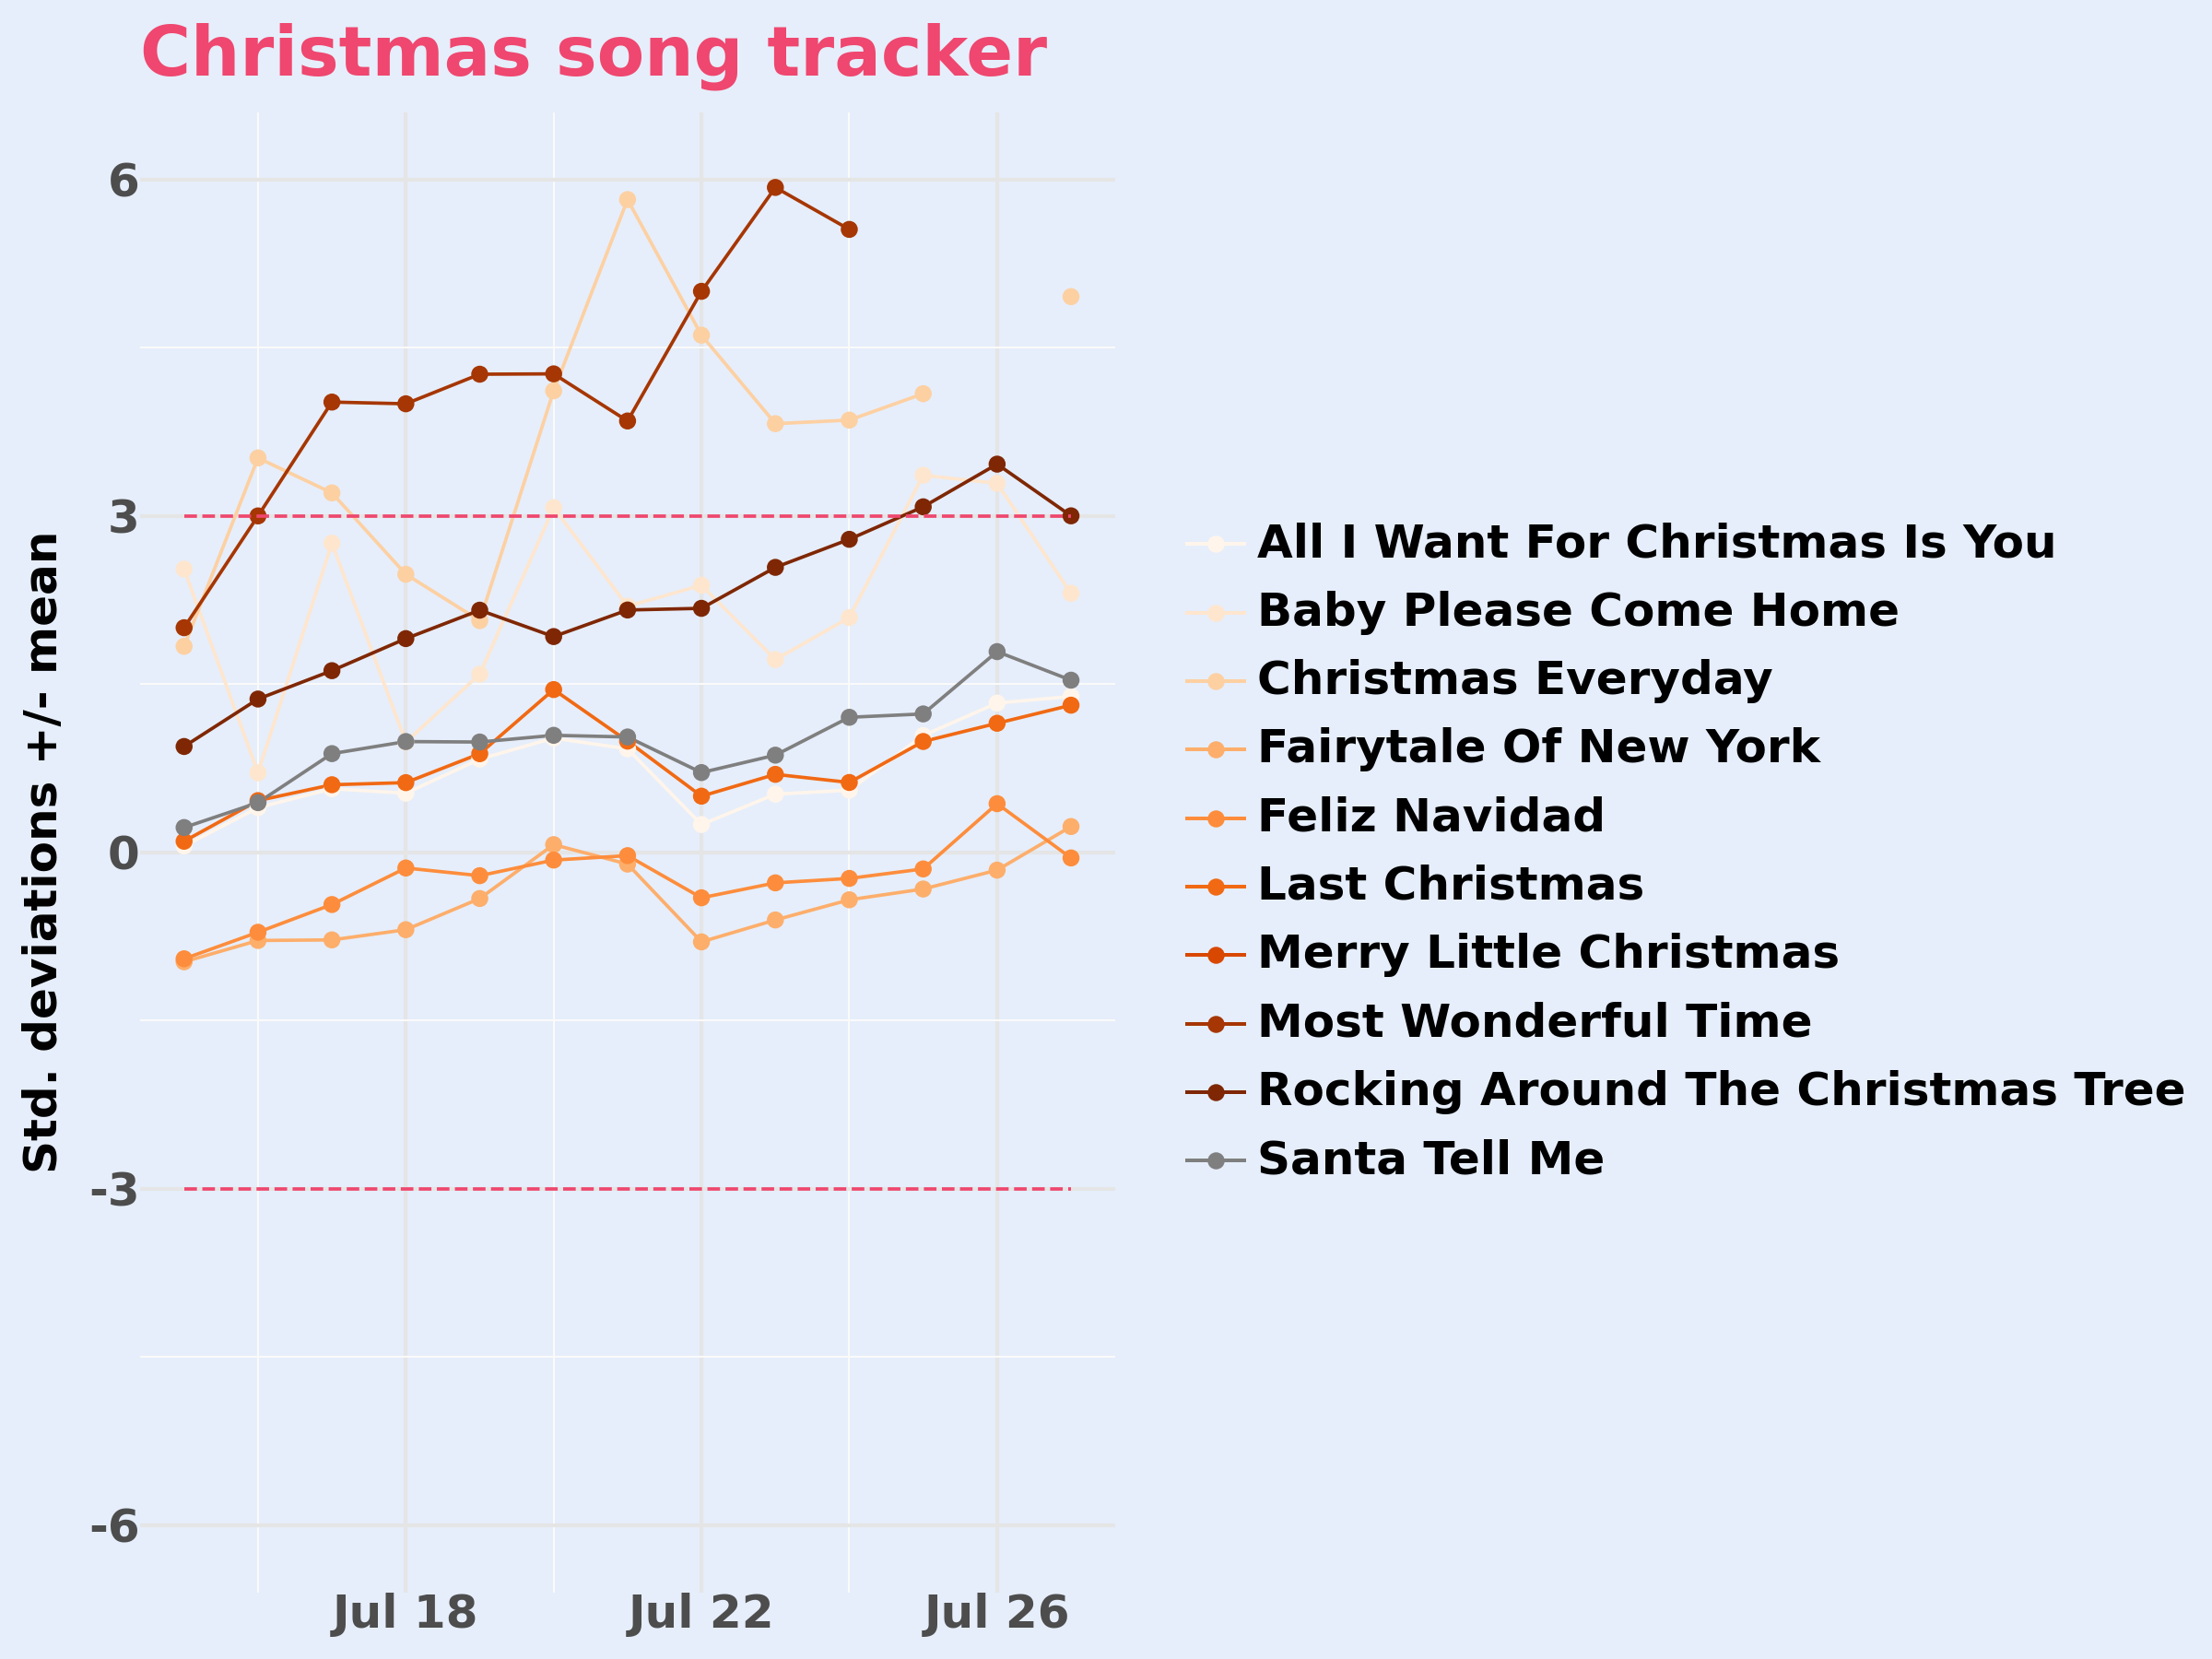 Christmas song tracker
Std. deviations +/- mean
6
3
0
-3
-6
Jul 18
Jul 22
Jul 26
All I Want For Christmas Is You
Baby Please Come Home
Christmas Everyday
Fairytale Of New York
Feliz Navidad
Last Christmas
Merry Little Christmas
Most Wonderful Time
Rocking Around The Christmas Tree
Santa Tell Me